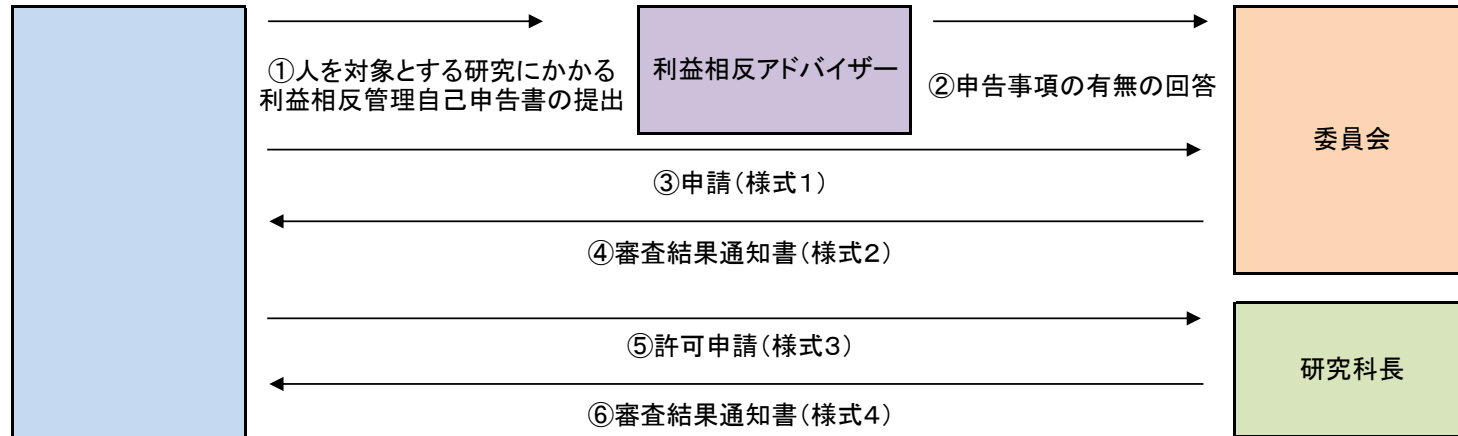 ①人を対象とする研究にかかる
利益相反管理自己申告書の提出
利益相反アドバイザー
②申告事項の有無の回答
委員会
③申請(様式1)
④審査結果通知書(様式2)
⑤許可申請(様式3)
研究科長
⑥審査結果通知書(様式4)